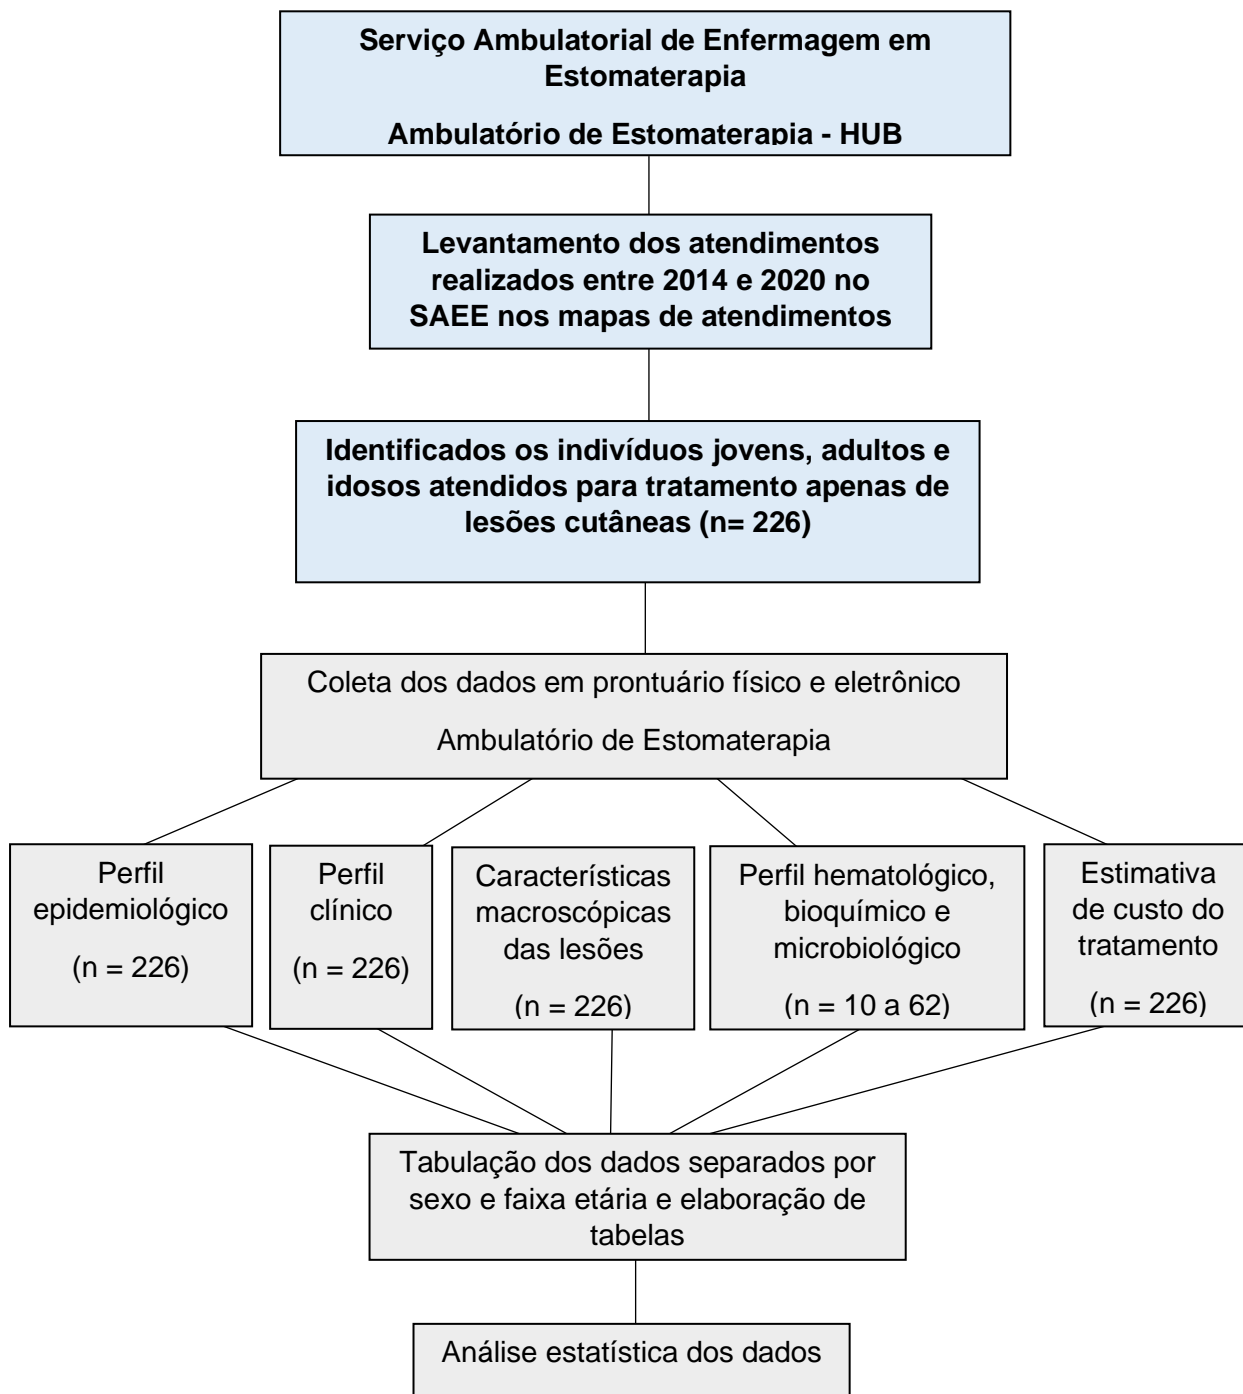 Serviço Ambulatorial de Enfermagem em
Estomaterapia
Ambulatório de Estomaterapia - HUB
Levantamento dos atendimentos
realizados entre 2014 e 2020 no
SAEE nos mapas de atendimentos
Identificados os indivíduos jovens, adultos e
idosos atendidos para tratamento apenas de
lesões cutâneas (n= 226)
Coleta dos dados em prontuário físico e eletrônico
Ambulatório de Estomaterapia
Perfil
epidemiológico
(n = 226)
Perfil
clínico
(n = 226)
Características
macroscópicas
das lesões
(n = 226)
Perfil hematológico,
bioquímico e
microbiológico
(n = 10 a 62)
Estimativa
de custo do
tratamento
(n = 226)
Tabulação dos dados separados por
sexo e faixa etária e elaboração de
tabelas
Análise estatística dos dados